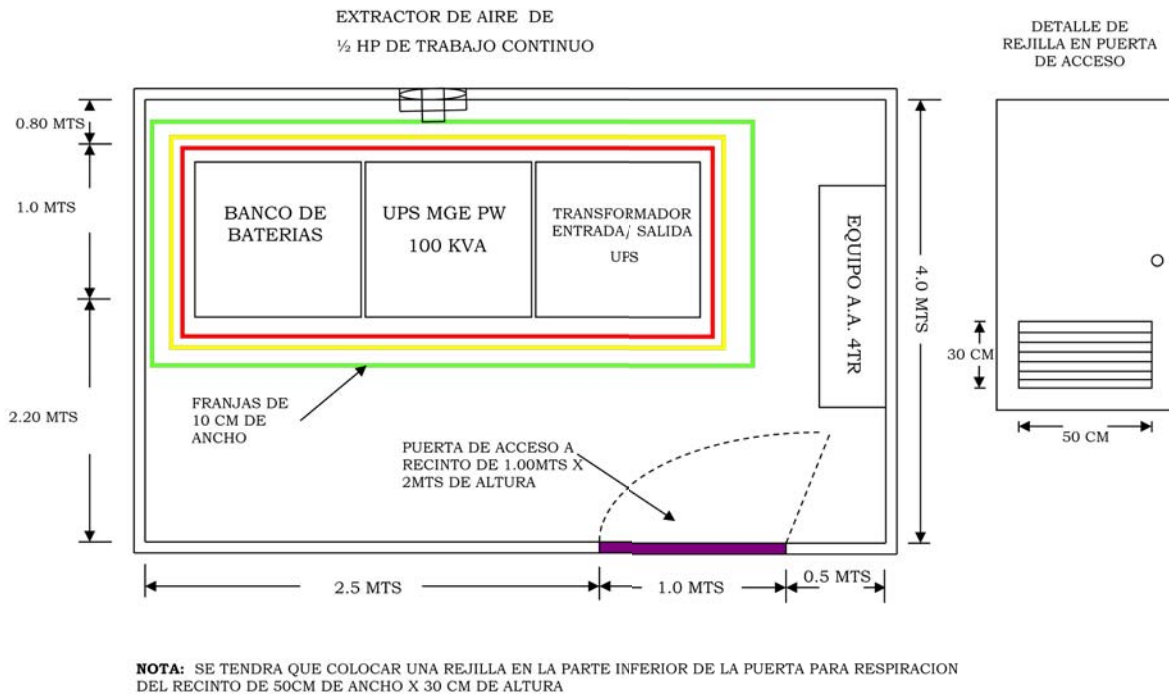 EXTRACTOR DE AIRE DE
½ HP DE TRABAJO CONTINUO
DETALLE DE
REJILLA EN PUERTA
DE ACCESO
0.80 MTS
1.0 MTS
2.20 MTS
BANCO DE
BATERIAS
UPS MGE PW
100 KVA
TRANSFORMADOR
ENTRADA/ SALIDA
UPS
EQUIPO A.A. 4TR
4.0 MTS
30 CM
50 CM
FRANJAS DE
10 CM DE
ANCHO
PUERTA DE ACCESO A
RECINTO DE 1.00MTS X
2MTS DE ALTURA
2.5 MTS
1.0 MTS
0.5 MTS
NOTA: SE TENDRA QUE COLOCAR UNA REJILLA EN LA PARTE INFERIOR DE LA PUERTA PARA RESPIRACION
DEL RECINTO DE 50CM DE ANCHO X 30 CM DE ALTURA